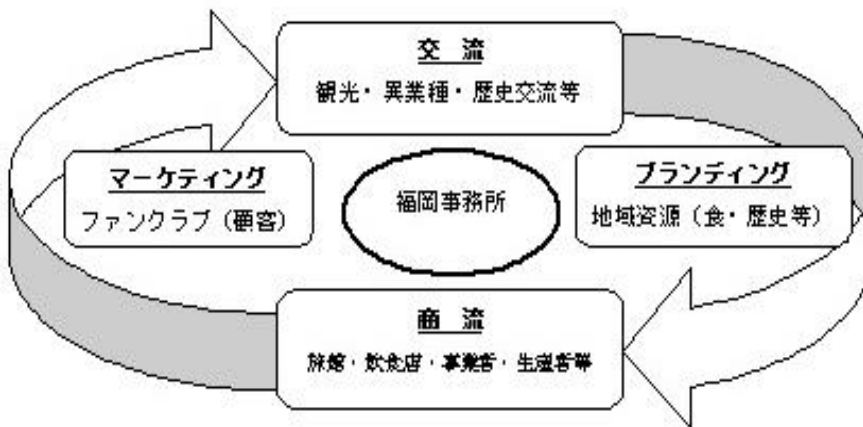 交 流
観光・異業種・歴史交流等
マーケティング
ファンクラブ(顧客)
福岡事務所
ブランディング
地域資源(食・歴史等)
商 流
旅館・飲食店・事業者・生産者等